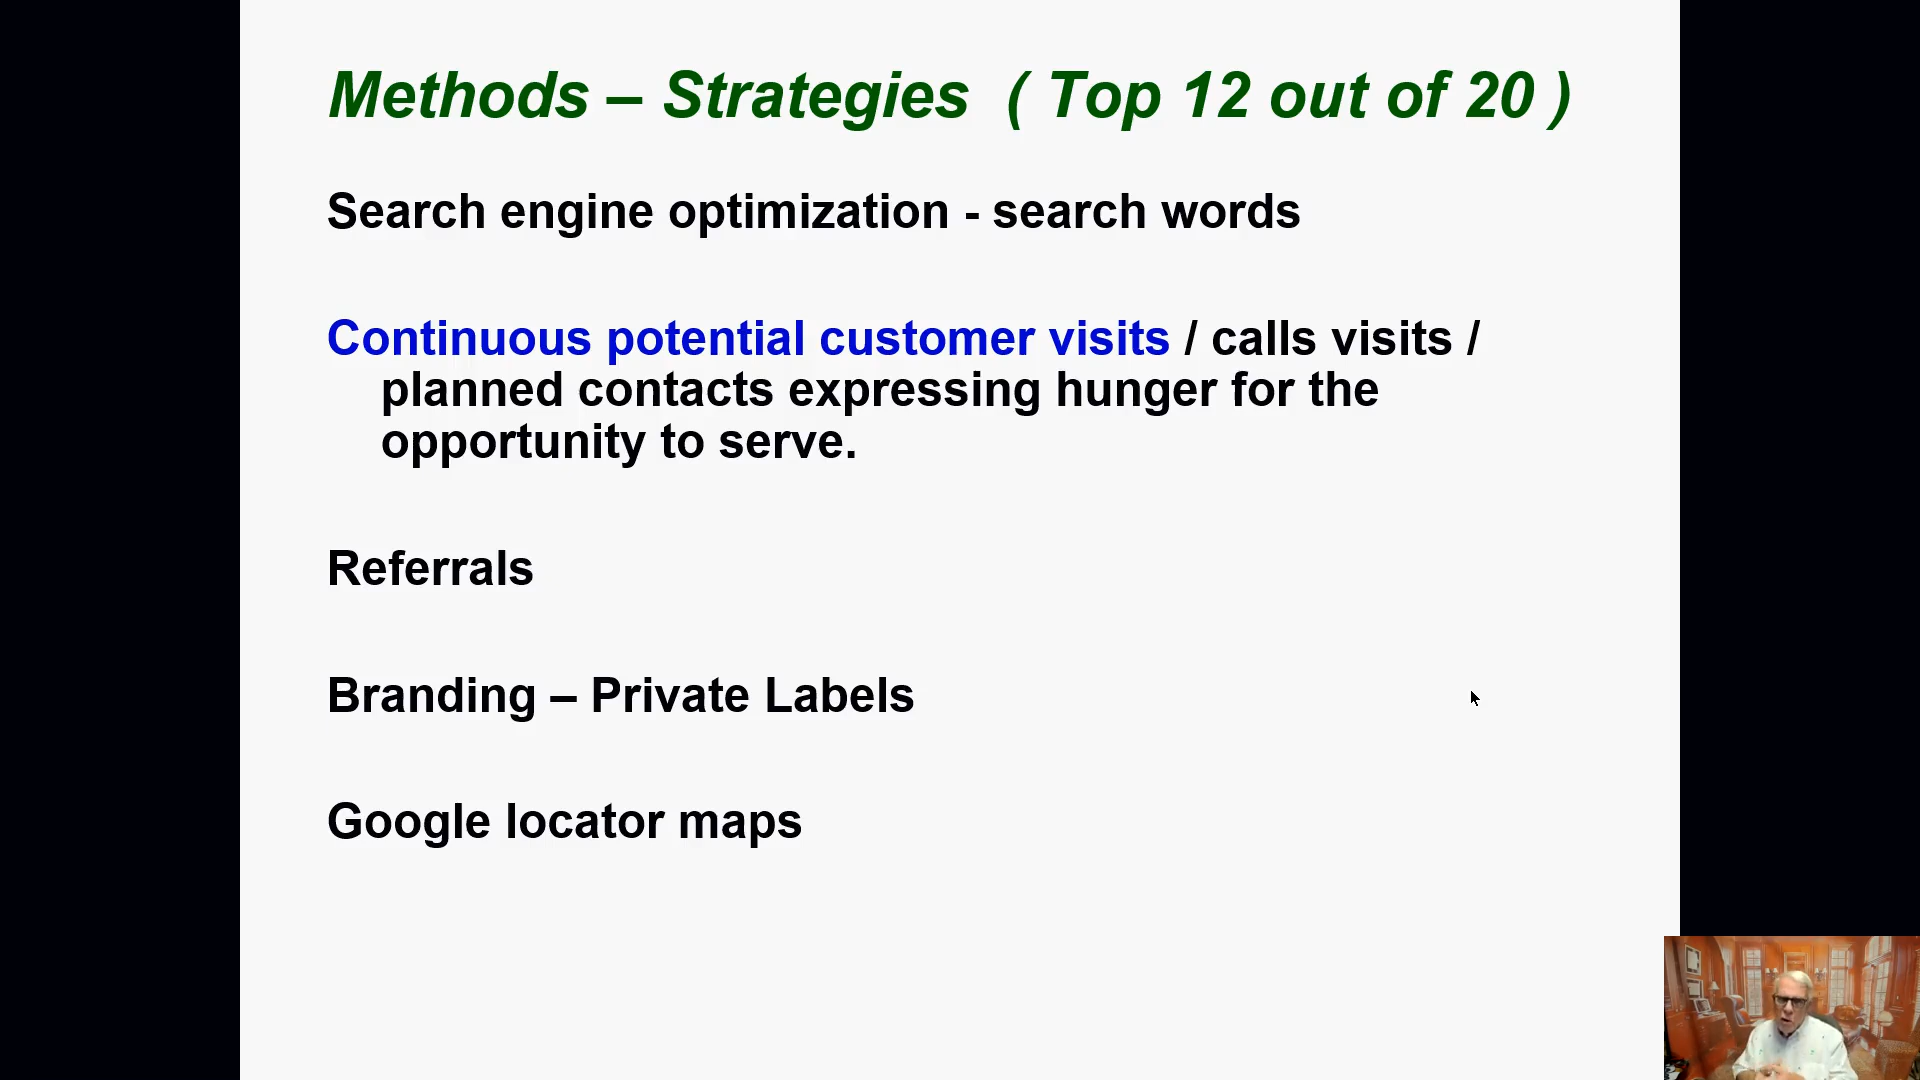 Methods – Strategies ( Top 12 out of 20 )
Search engine optimization - search words
Continuous potential customer visits / calls visits /
planned contacts expressing hunger for the
opportunity to serve.
Referrals
Branding – Private Labels
Google locator maps